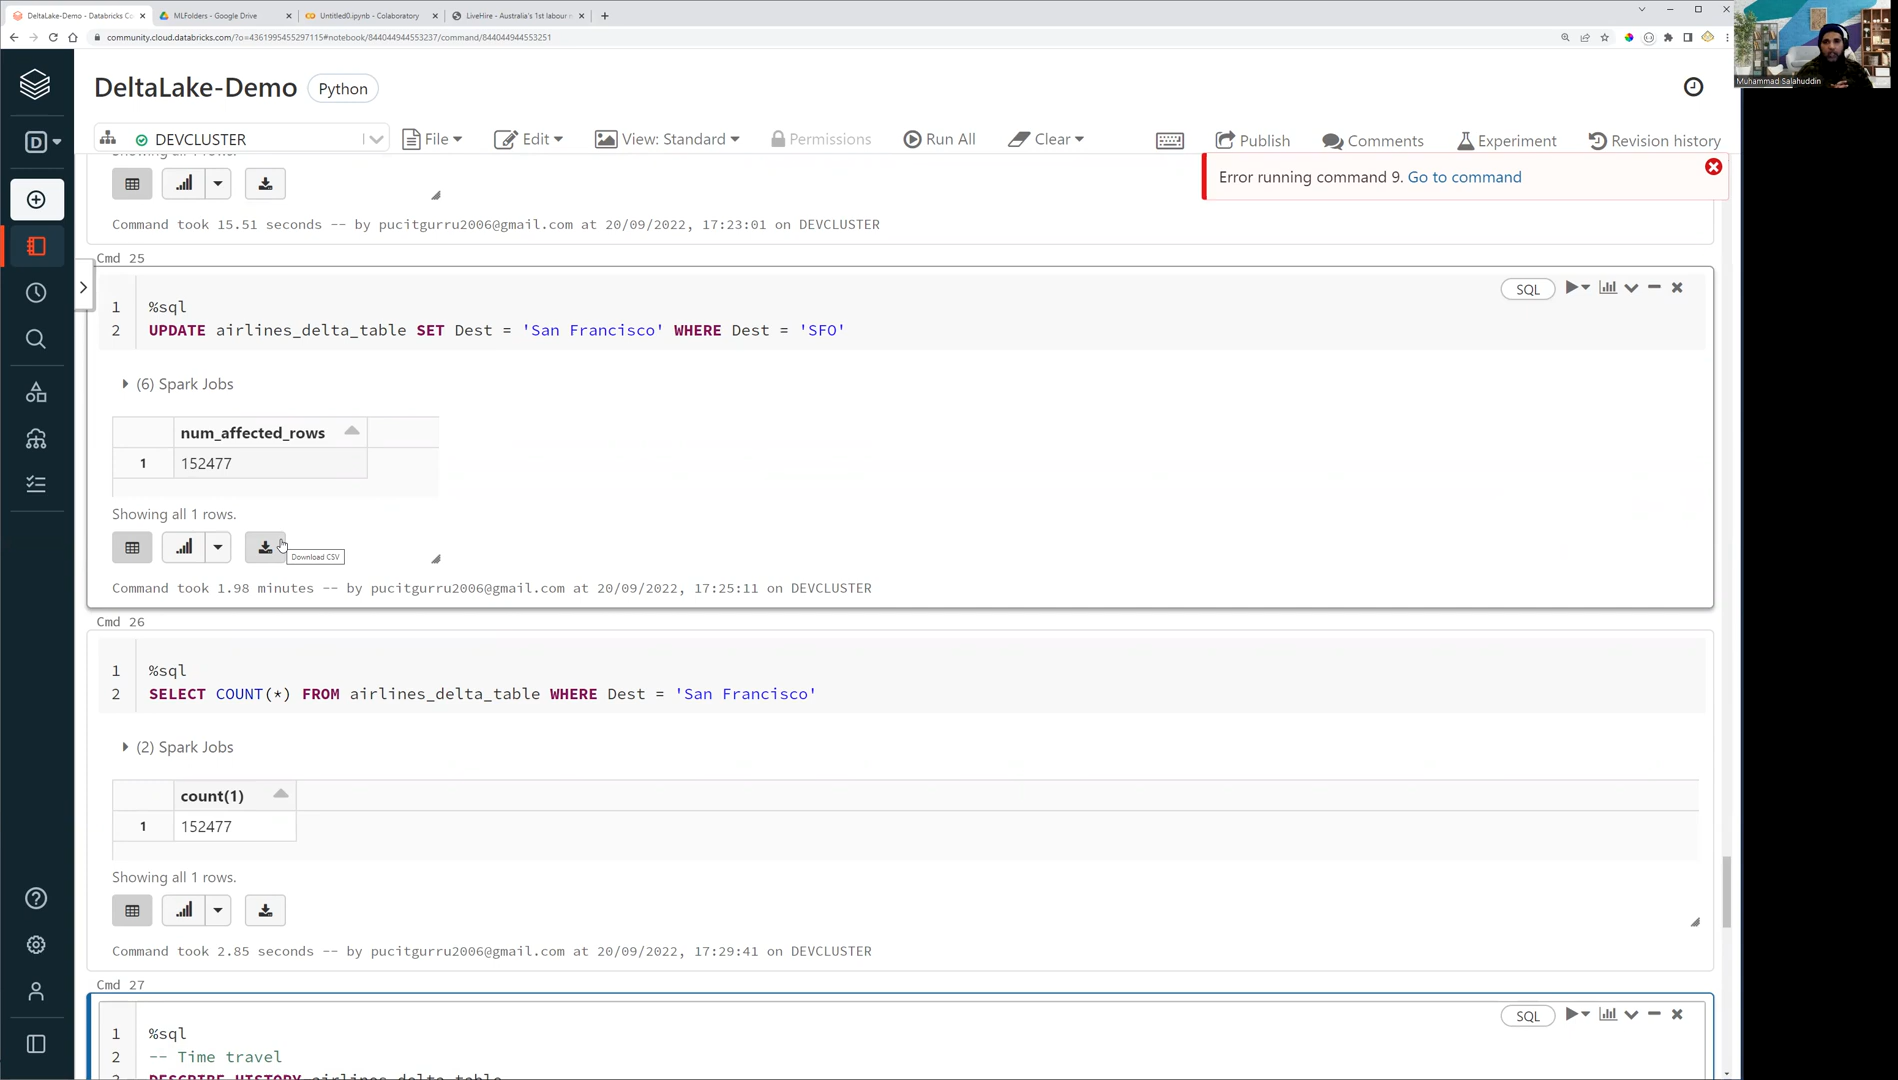 DeltaLake-Demo - Databricks Co
MLFolders - Google Drive
Untitled0.ipynb - Colaboratory
LiveHire - Australia's 1st labour
community.cloud.databricks.com/?o=4361995455297115#notebook/844044944553237/command/844044944553251
Muhammad Salahuddin
DeltaLake-Demo Python
DEVCLUSTER File Edit View: Standard Permissions Run All Clear Publish Comments Experiment Revision history
D
Error running command 9. Go to command
Command took 15.51 seconds -- by pucitgurru2006@gmail.com at 20/09/2022, 17:23:01 on DEVCLUSTER
Cmd 25
SQL
1 %sql
2 UPDATE airlines_delta_table SET Dest = 'San Francisco' WHERE Dest = 'SFO'
(6) Spark Jobs
num_affected_rows
1 152477
Showing all 1 rows.
Download CSV
Command took 1.98 minutes -- by pucitgurru2006@gmail.com at 20/09/2022, 17:25:11 on DEVCLUSTER
Cmd 26
1 %sql
2 SELECT COUNT(*) FROM airlines_delta_table WHERE Dest = 'San Francisco'
(2) Spark Jobs
count(1)
1 152477
Showing all 1 rows.
Command took 2.85 seconds -- by pucitgurru2006@gmail.com at 20/09/2022, 17:29:41 on DEVCLUSTER
Cmd 27
SQL
1 %sql
2 -- Time travel
3 DESCRIBE HISTORY airlines_delta_table